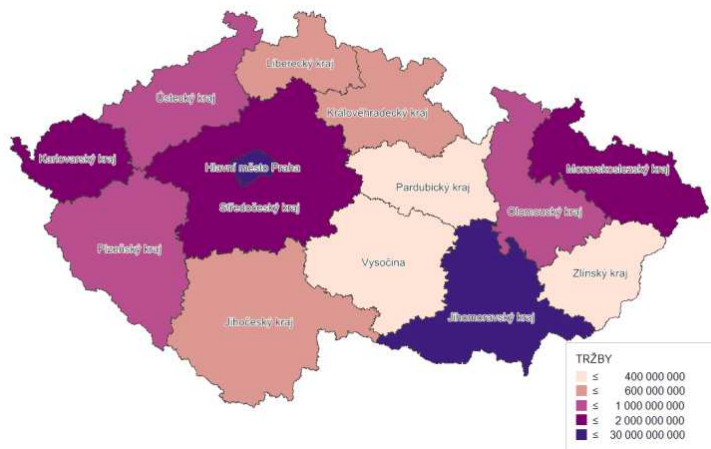 Liberecký kraj
Ústecký kraj
Královéhradecký kraj
Karlovarský kraj
Hlavní město Praha
Moravskoslezský kraj
Pardubický kraj
Středočeský kraj
Olomoucký kraj
Plzeňský kraj
Vysočina
Zlínský kraj
Jihočeský kraj
Jihomoravský kraj
TRŽBY
≤ 400 000 000
≤ 600 000 000
≤ 1 000 000 000
≤ 2 000 000 000
≤ 30 000 000 000